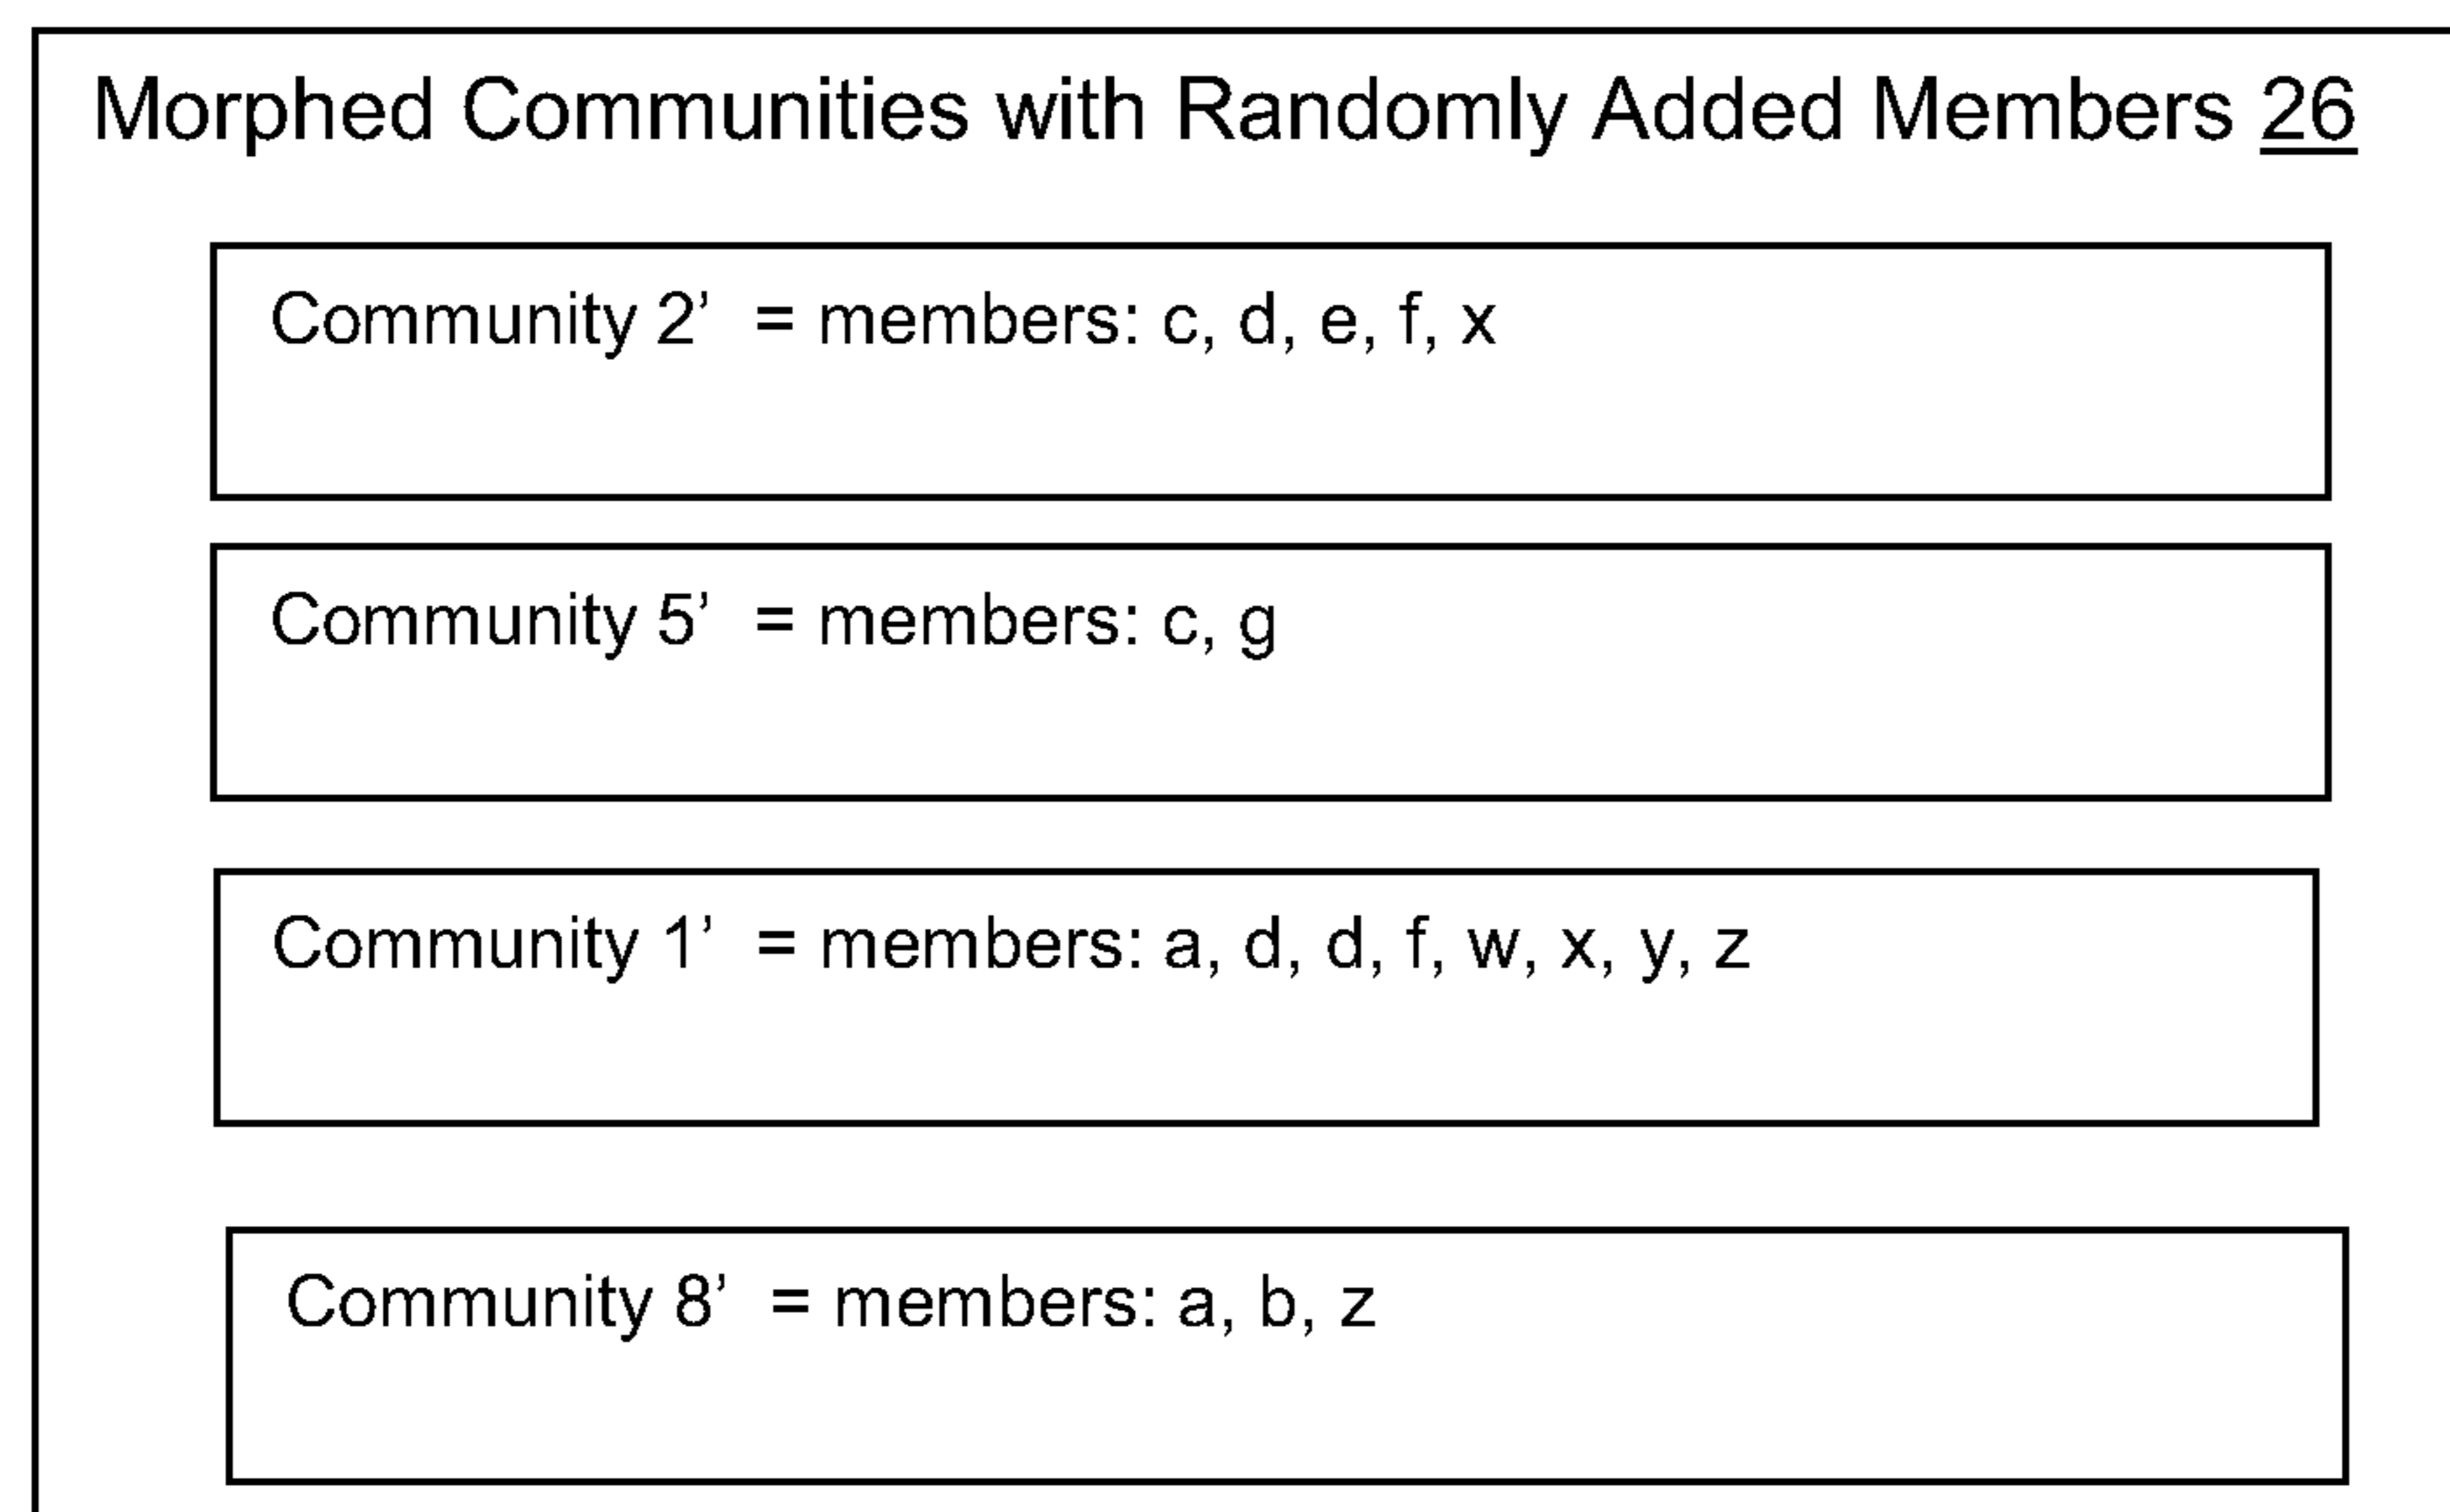 Morphed Communities with Randomly Added Members 26
Community 2’ = members: c, d, e, f, x
Community 5’ = members: c, g
Community 1’ = members: a, d, d, f, w, x, y, z
Community 8’ = members: a, b, z